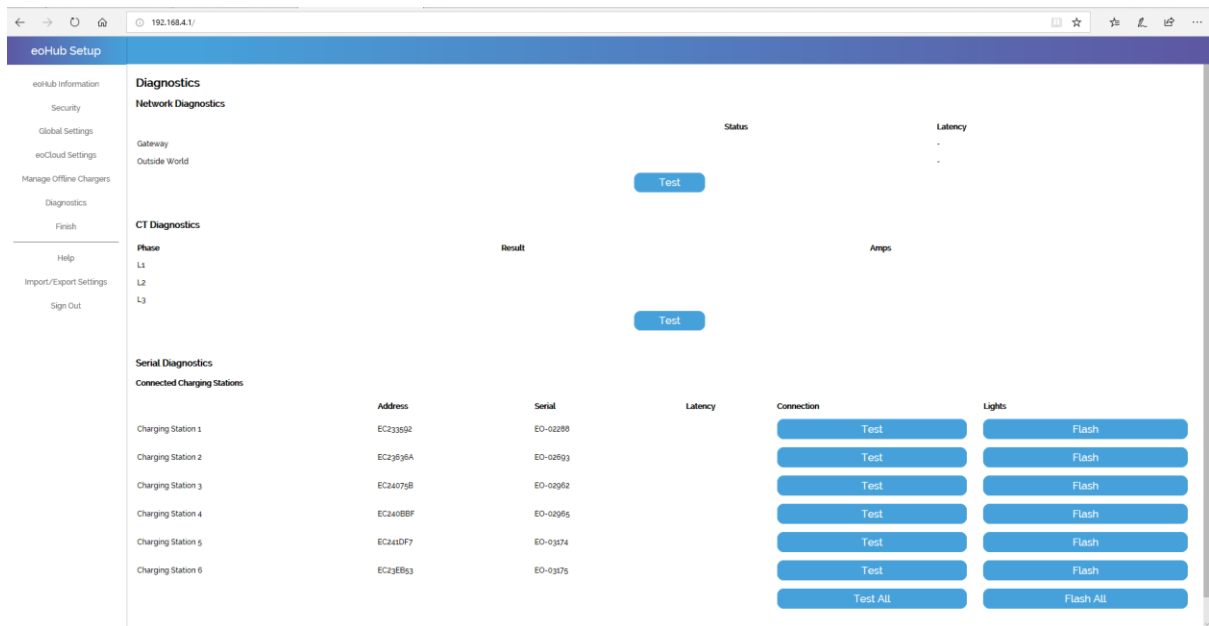 192.168.4.1/
eoHub Setup
eoHub Information
Security
Global Settings
eoCloud Settings
Manage Offline Chargers
Diagnostics
Finish
Help
Import/Export Settings
Sign Out
Diagnostics
Network Diagnostics
Status Latency
Gateway -
Outside World -
Test
CT Diagnostics
Phase Result Amps
L1
L2
L3
Test
Serial Diagnostics
Connected Charging Stations
Address Serial Latency Connection Lights
Charging Station 1 EC233592 EO-02288 Test Flash
Charging Station 2 EC23636A EO-02693 Test Flash
Charging Station 3 EC24075B EO-02962 Test Flash
Charging Station 4 EC240BBF EO-02965 Test Flash
Charging Station 5 EC241DF7 EO-03174 Test Flash
Charging Station 6 EC23EB53 EO-03175 Test Flash
Test All Flash All